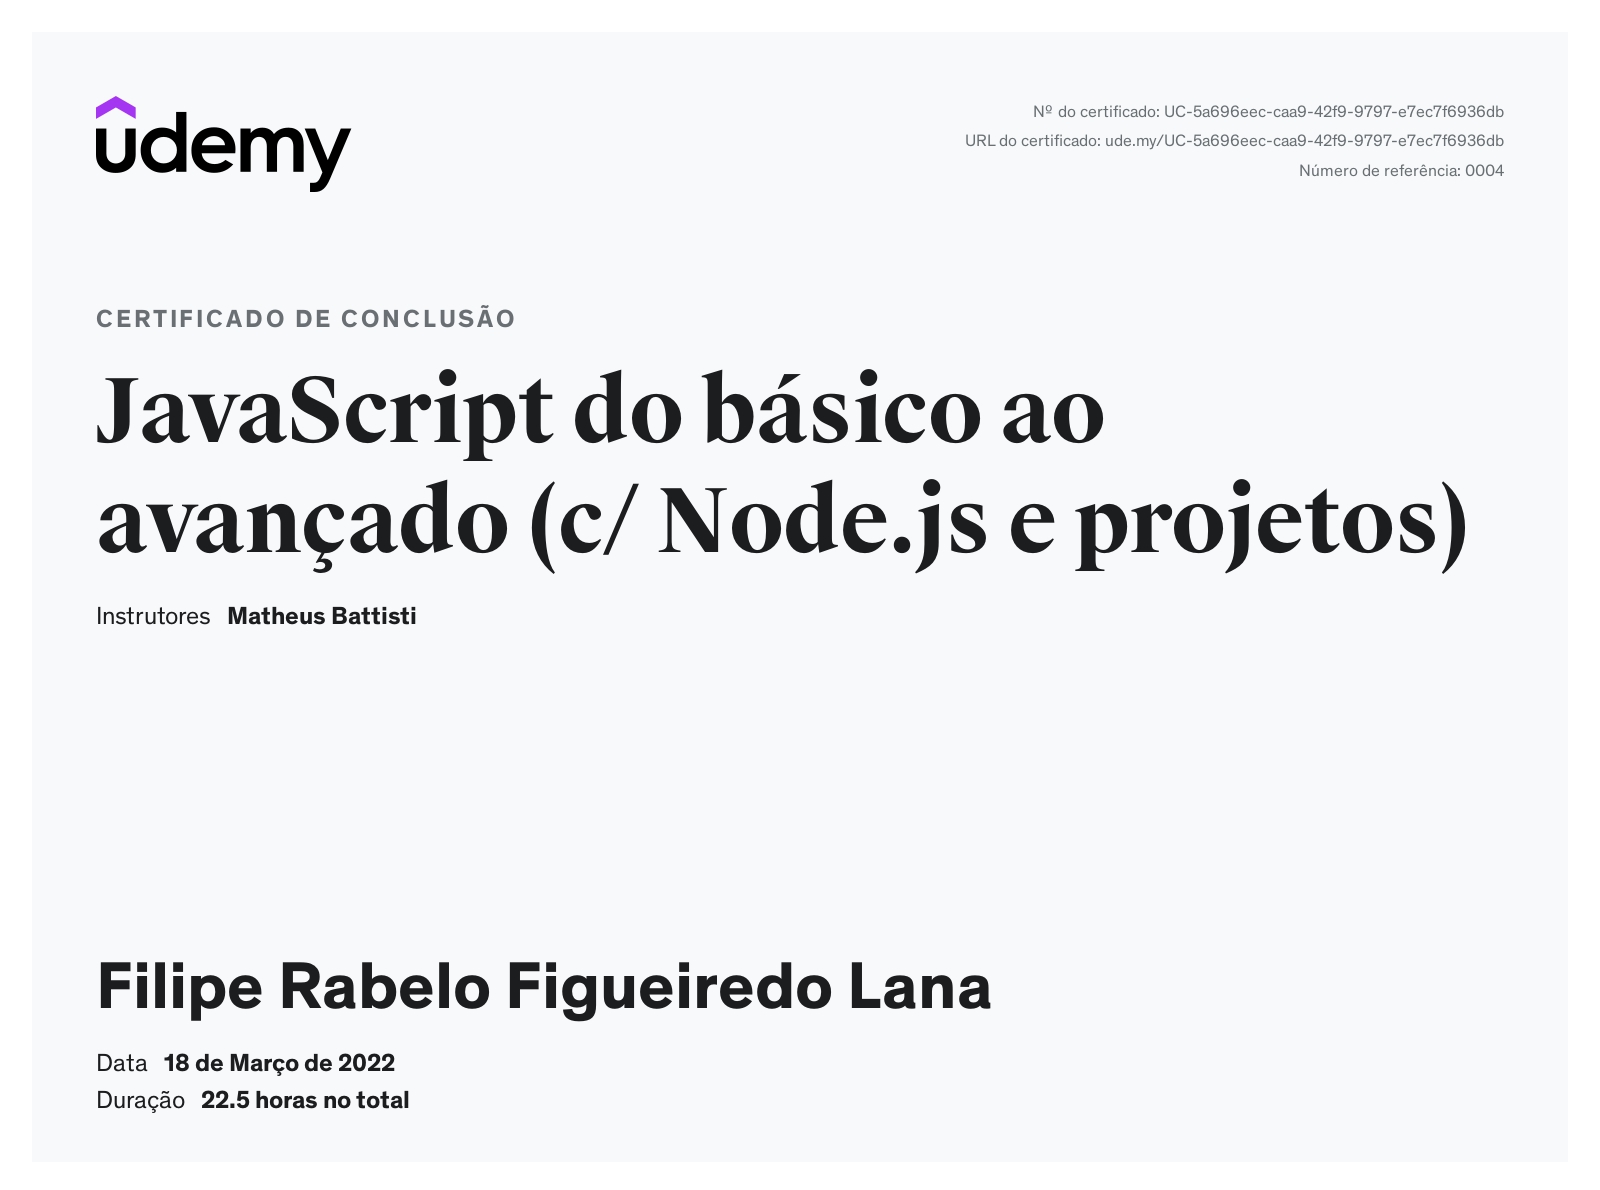 udemy
Nº do certificado: UC-5a696eec-caa9-42f9-9797-e7ec7f6936db
URL do certificado: ude.my/UC-5a696eec-caa9-42f9-9797-e7ec7f6936db
Número de referência: 0004
CERTIFICADO DE CONCLUSÃO
JavaScript do básico ao
avançado (c/ Node.js e projetos)
Instrutores Matheus Battisti
Filipe Rabelo Figueiredo Lana
Data 18 de Março de 2022
Duração 22.5 horas no total